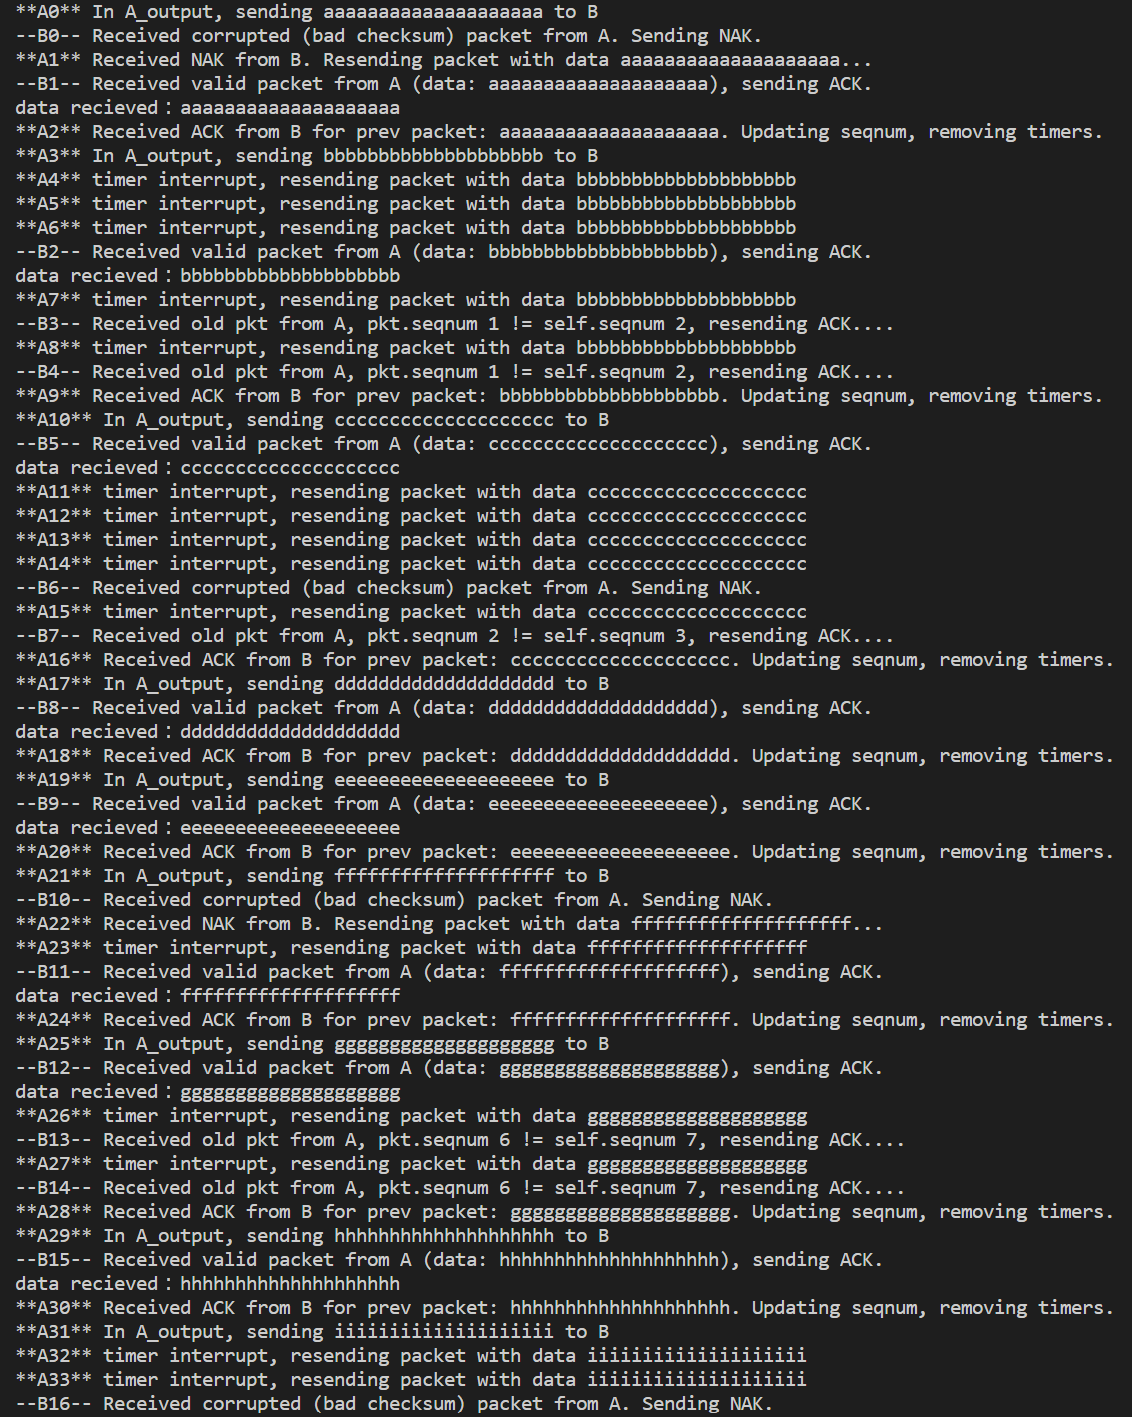 **A0** In A_output, sending aaaaaaaaaaaaaaaaaaaa to B
--B0-- Received corrupted (bad checksum) packet from A. Sending NAK.
**A1** Received NAK from B. Resending packet with data aaaaaaaaaaaaaaaaaaaa...
--B1-- Received valid packet from A (data: aaaaaaaaaaaaaaaaaaaa), sending ACK.
data recieved：aaaaaaaaaaaaaaaaaaaa
**A2** Received ACK from B for prev packet: aaaaaaaaaaaaaaaaaaaa. Updating seqnum, removing timers.
**A3** In A_output, sending bbbbbbbbbbbbbbbbbbbb to B
**A4** timer interrupt, resending packet with data bbbbbbbbbbbbbbbbbbbb
**A5** timer interrupt, resending packet with data bbbbbbbbbbbbbbbbbbbb
**A6** timer interrupt, resending packet with data bbbbbbbbbbbbbbbbbbbb
--B2-- Received valid packet from A (data: bbbbbbbbbbbbbbbbbbbb), sending ACK.
data recieved：bbbbbbbbbbbbbbbbbbbb
**A7** timer interrupt, resending packet with data bbbbbbbbbbbbbbbbbbbb
--B3-- Received old pkt from A, pkt.seqnum 1 != self.seqnum 2, resending ACK....
**A8** timer interrupt, resending packet with data bbbbbbbbbbbbbbbbbbbb
--B4-- Received old pkt from A, pkt.seqnum 1 != self.seqnum 2, resending ACK....
**A9** Received ACK from B for prev packet: bbbbbbbbbbbbbbbbbbbb. Updating seqnum, removing timers.
**A10** In A_output, sending cccccccccccccccccccc to B
--B5-- Received valid packet from A (data: cccccccccccccccccccc), sending ACK.
data recieved：cccccccccccccccccccc
**A11** timer interrupt, resending packet with data cccccccccccccccccccc
**A12** timer interrupt, resending packet with data cccccccccccccccccccc
**A13** timer interrupt, resending packet with data cccccccccccccccccccc
**A14** timer interrupt, resending packet with data cccccccccccccccccccc
--B6-- Received corrupted (bad checksum) packet from A. Sending NAK.
**A15** timer interrupt, resending packet with data cccccccccccccccccccc
--B7-- Received old pkt from A, pkt.seqnum 2 != self.seqnum 3, resending ACK....
**A16** Received ACK from B for prev packet: cccccccccccccccccccc. Updating seqnum, removing timers.
**A17** In A_output, sending dddddddddddddddddddd to B
--B8-- Received valid packet from A (data: dddddddddddddddddddd), sending ACK.
data recieved：dddddddddddddddddddd
**A18** Received ACK from B for prev packet: dddddddddddddddddddd. Updating seqnum, removing timers.
**A19** In A_output, sending eeeeeeeeeeeeeeeeeeee to B
--B9-- Received valid packet from A (data: eeeeeeeeeeeeeeeeeeee), sending ACK.
data recieved：eeeeeeeeeeeeeeeeeeee
**A20** Received ACK from B for prev packet: eeeeeeeeeeeeeeeeeeee. Updating seqnum, removing timers.
**A21** In A_output, sending ffffffffffffffffffff to B
--B10-- Received corrupted (bad checksum) packet from A. Sending NAK.
**A22** Received NAK from B. Resending packet with data ffffffffffffffffffff...
**A23** timer interrupt, resending packet with data ffffffffffffffffffff
--B11-- Received valid packet from A (data: ffffffffffffffffffff), sending ACK.
data recieved：ffffffffffffffffffff
**A24** Received ACK from B for prev packet: ffffffffffffffffffff. Updating seqnum, removing timers.
**A25** In A_output, sending gggggggggggggggggggg to B
--B12-- Received valid packet from A (data: gggggggggggggggggggg), sending ACK.
data recieved：gggggggggggggggggggg
**A26** timer interrupt, resending packet with data gggggggggggggggggggg
--B13-- Received old pkt from A, pkt.seqnum 6 != self.seqnum 7, resending ACK....
**A27** timer interrupt, resending packet with data gggggggggggggggggggg
--B14-- Received old pkt from A, pkt.seqnum 6 != self.seqnum 7, resending ACK....
**A28** Received ACK from B for prev packet: gggggggggggggggggggg. Updating seqnum, removing timers.
**A29** In A_output, sending hhhhhhhhhhhhhhhhhhhh to B
--B15-- Received valid packet from A (data: hhhhhhhhhhhhhhhhhhhh), sending ACK.
data recieved：hhhhhhhhhhhhhhhhhhhh
**A30** Received ACK from B for prev packet: hhhhhhhhhhhhhhhhhhhh. Updating seqnum, removing timers.
**A31** In A_output, sending iiiiiiiiiiiiiiiiiiii to B
**A32** timer interrupt, resending packet with data iiiiiiiiiiiiiiiiiiii
**A33** timer interrupt, resending packet with data iiiiiiiiiiiiiiiiiiii
--B16-- Received corrupted (bad checksum) packet from A. Sending NAK.